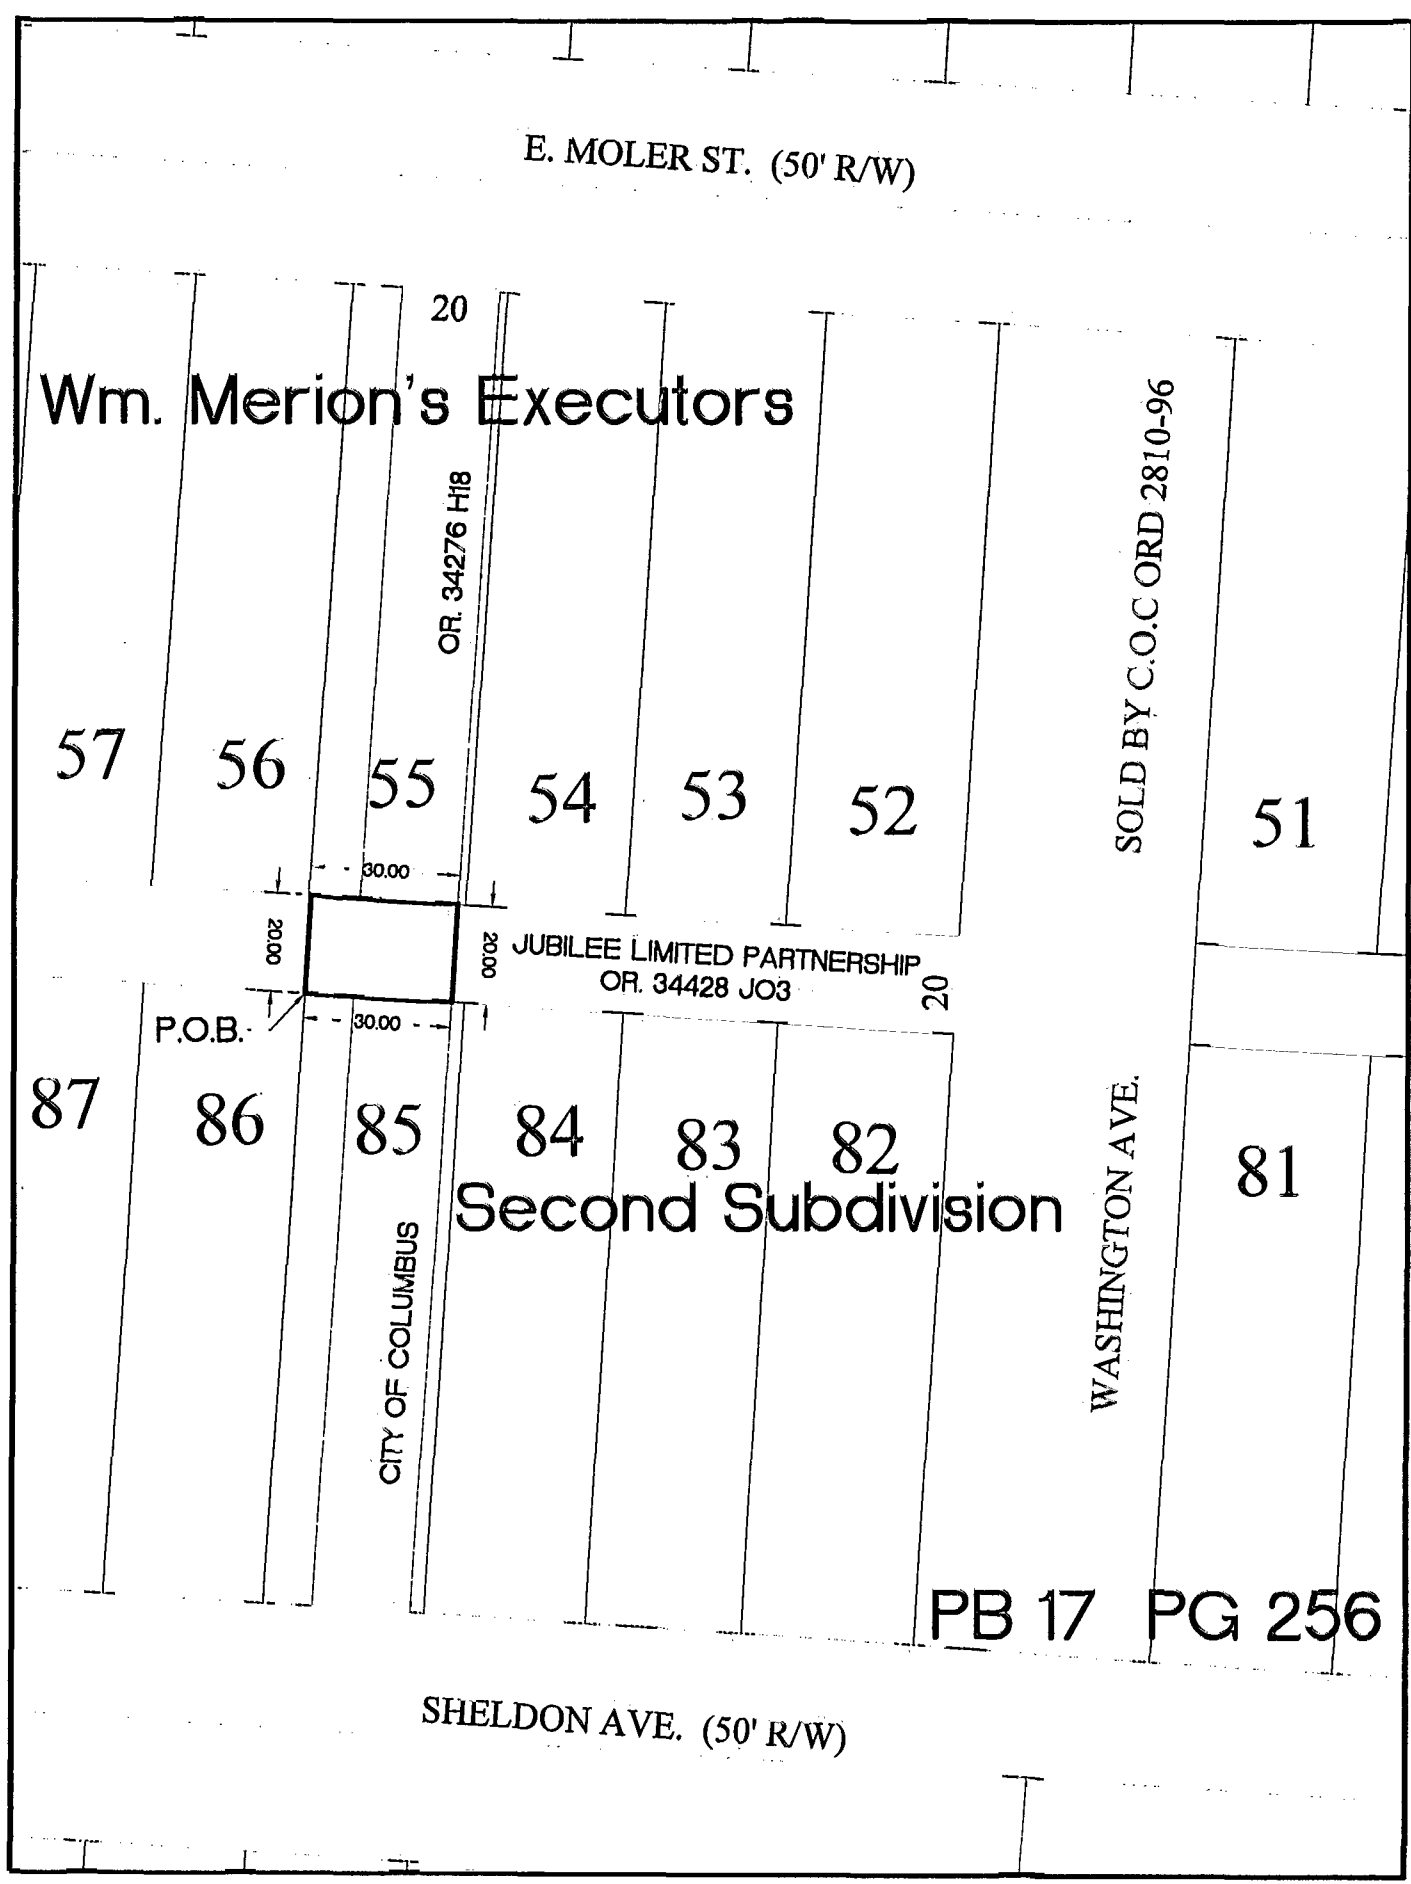 E. MOLER ST. (50' R/W)
20
Wm. Merion's Executors
OR. 34276 H18
SOLD BY C.O.C ORD 2810-96
57
56
55
54
53
52
51
30.00
20.00
20.00
JUBILEE LIMITED PARTNERSHIP
OR. 34428 JO3
20
P.O.B.
30.00
87
86
85
84
83
82
81
Second Subdivision
CITY OF COLUMBUS
WASHINGTON AVE.
PB 17 PG 256
SHELDON AVE. (50' R/W)